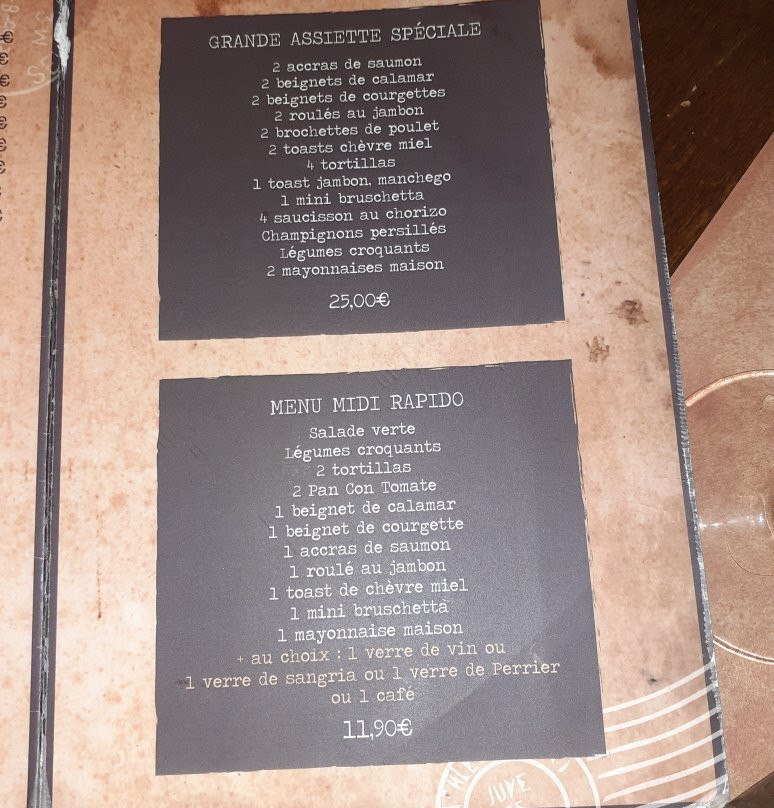 GRANDE ASSIETTE SPÉCIALE
2 accras de saumon
2 beignets de calamar
2 beignets de courgettes
2 roulés au jambon
2 brochettes de poulet
2 toasts chèvre miel
4 tortillas
1 toast jambon, manchego
1 mini bruschetta
4 saucisson au chorizo
Champignons persillés
Légumes croquants
2 mayonnaises maison
25,00€
MENU MIDI RAPIDO
Salade verte
Légumes croquants
2 tortillas
2 Pan Con Tomate
1 beignet de calamar
1 beignet de courgette
1 accras de saumon
1 roulé au jambon
1 toast de chèvre miel
1 mini bruschetta
1 mayonnaise maison
+ au choix : 1 verre de vin ou
1 verre de sangria ou 1 verre de Perrier
ou 1 café
11,90€